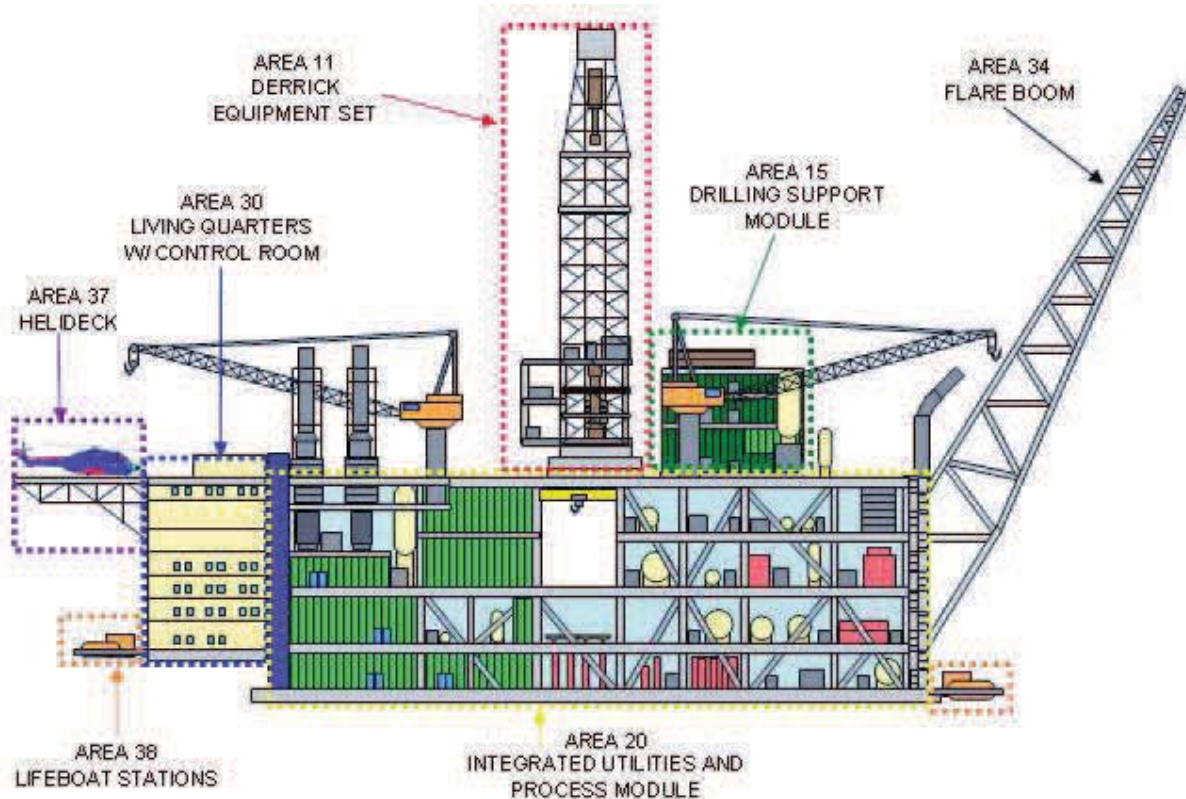 AREA 11
DERRICK
EQUIPMENT SET
AREA 34
FLARE BOOM
AREA 15
DRILLING SUPPORT
MODULE
AREA 30
LIVING QUARTERS
W/ CONTROL ROOM
AREA 37
HELIDECK
AREA 38
LIFEBOAT STATIONS
AREA 20
INTEGRATED UTILITIES AND
PROCESS MODULE